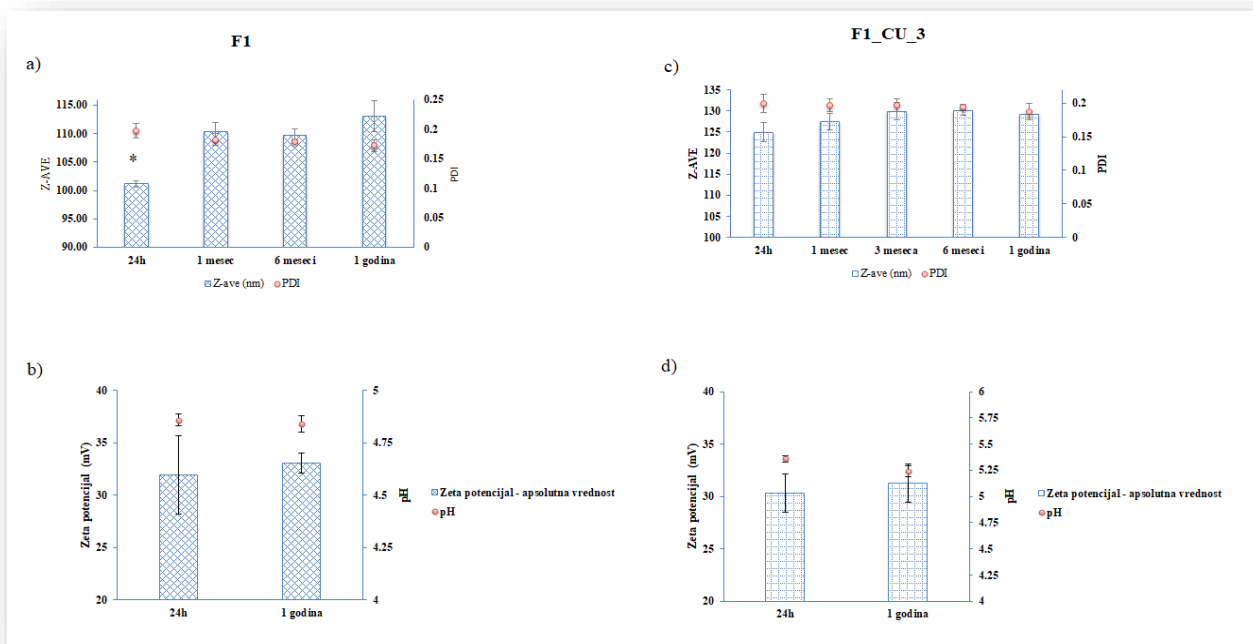 F1
a)
115.00
110.00
105.00
100.00
95.00
90.00
Z-AVE
*
0.25
0.2
0.15
0.1
0.05
0
PDI
24h 1 mesec 6 meseci 1 godina
Z-ave (nm) PDI
F1_CU_3
c)
135
130
125
120
115
110
105
100
Z-AVE
0.2
0.15
0.1
0.05
0
PDI
24h 1 mesec 3 meseca 6 meseci 1 godina
Z-ave (nm) PDI
b)
40
35
30
25
20
Zeta potencijal (mV)
5
4.75
4.5
4.25
4
pH
24h 1 godina
Zeta potencijal - apsolutna vrednost
pH
d)
40
35
30
25
20
Zeta potencijal (mV)
6
5.75
5.5
5.25
5
4.75
4.5
4.25
4
pH
24h 1 godina
Zeta potencijal - apsolutna vrednost
pH